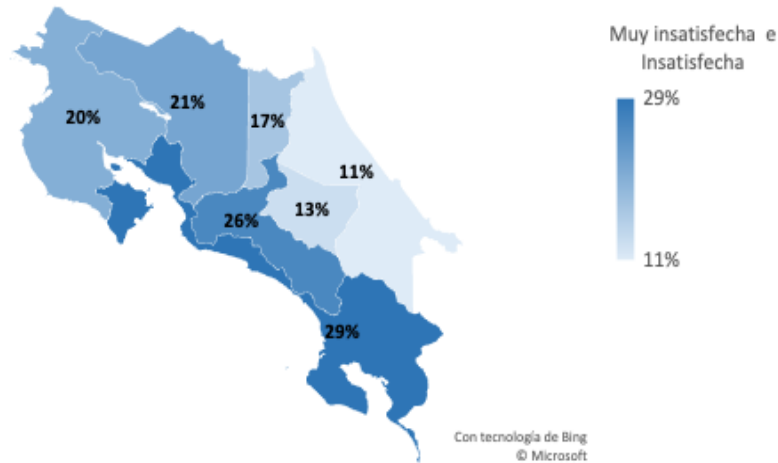 Muy insatisfecha e
Insatisfecha
29%
11%
20%
21%
17%
11%
13%
26%
29%
Con tecnología de Bing
© Microsoft